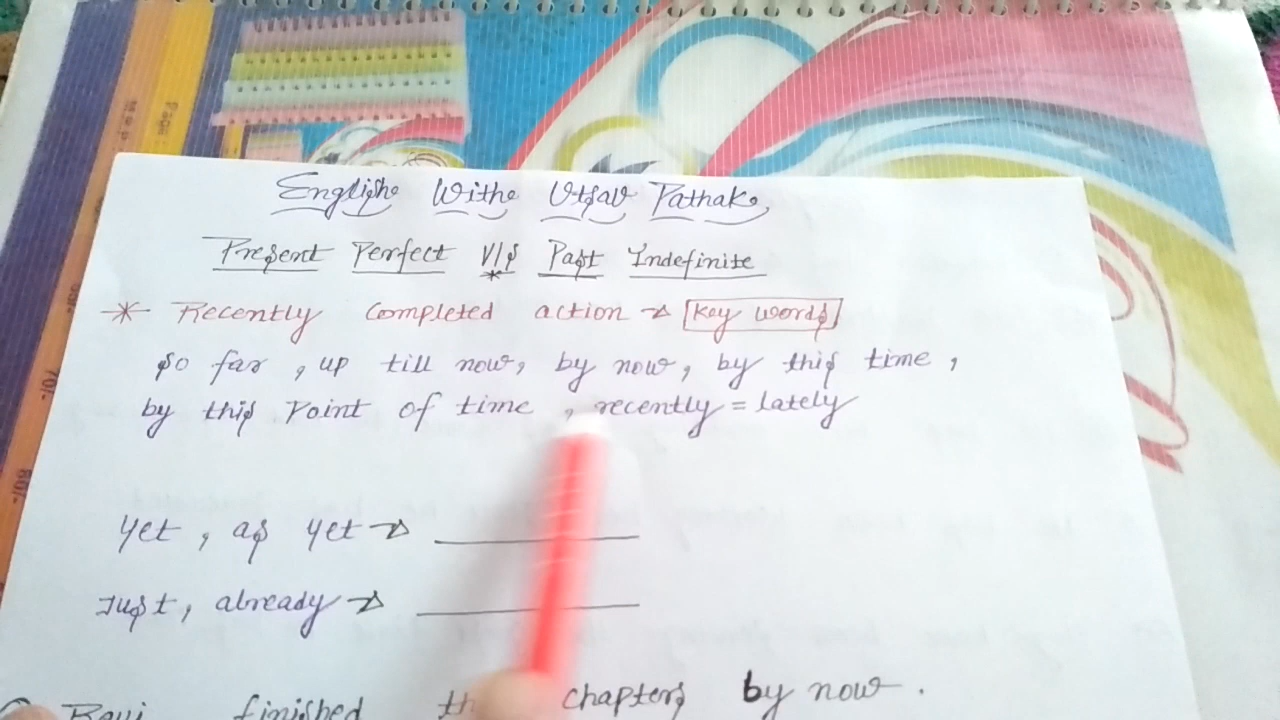 English With Utsav Pathak
Present Perfect V/s Past Indefinite
* Recently completed action → Key words
so far, up till now, by now, by this time,
by this point of time, recently = lately
Yet, as yet →
Just, already →
Ravi finished chapters by now.